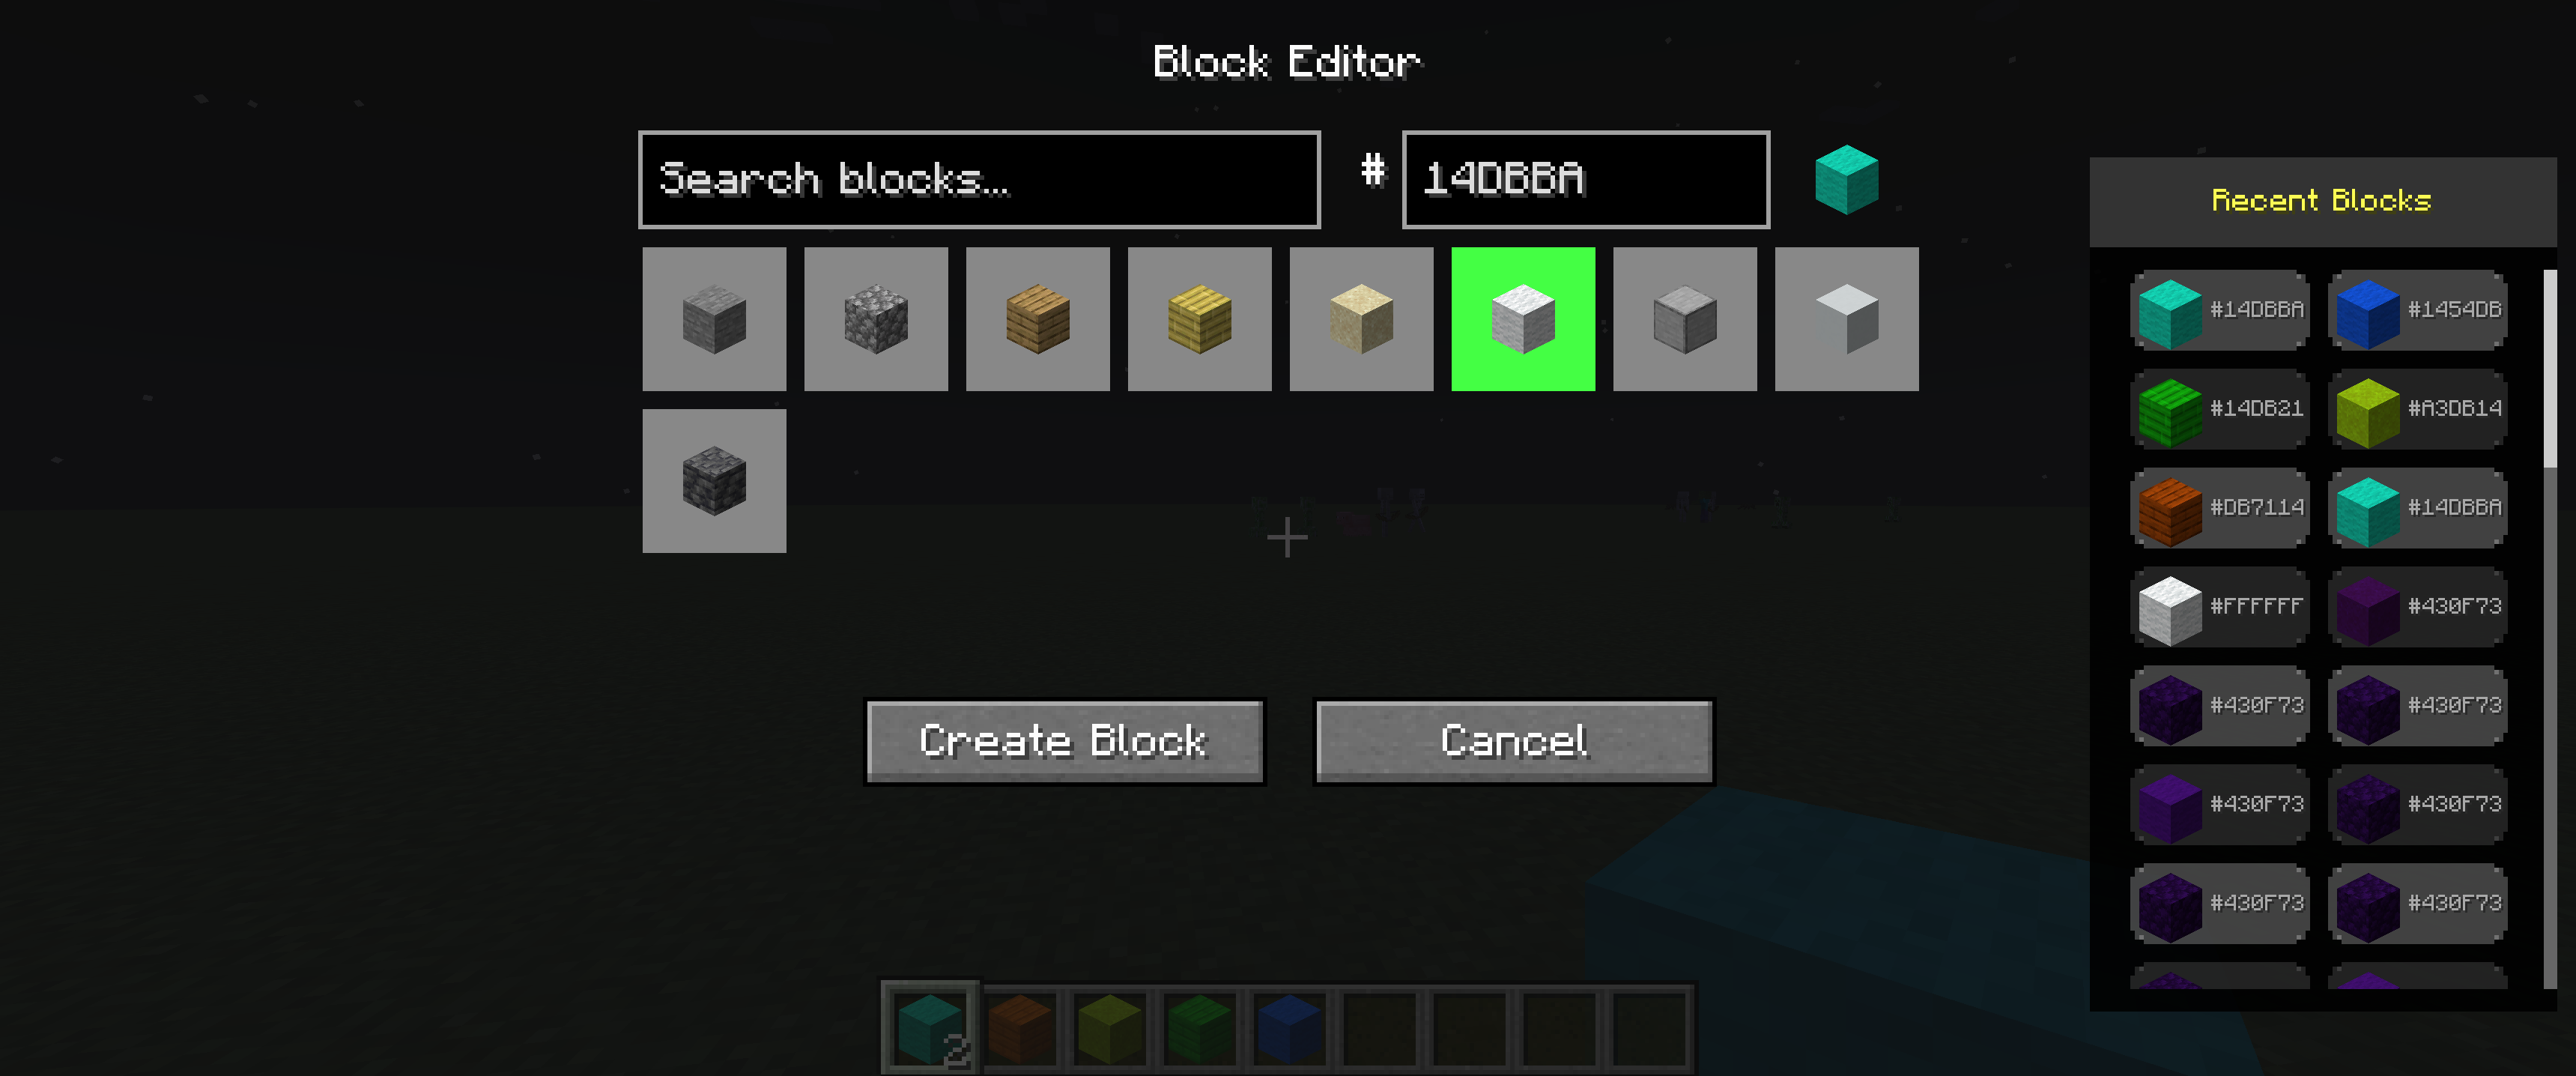 Block Editor
Search blocks...
# 14DBBA
Recent Blocks
#14DBBA #1454DB
#14DB21 #A3DB14
#DB7114 #14DBBA
#FFFFFF #430F73
#430F73 #430F73
#430F73 #430F73
#430F73 #430F73
Create Block Cancel
2